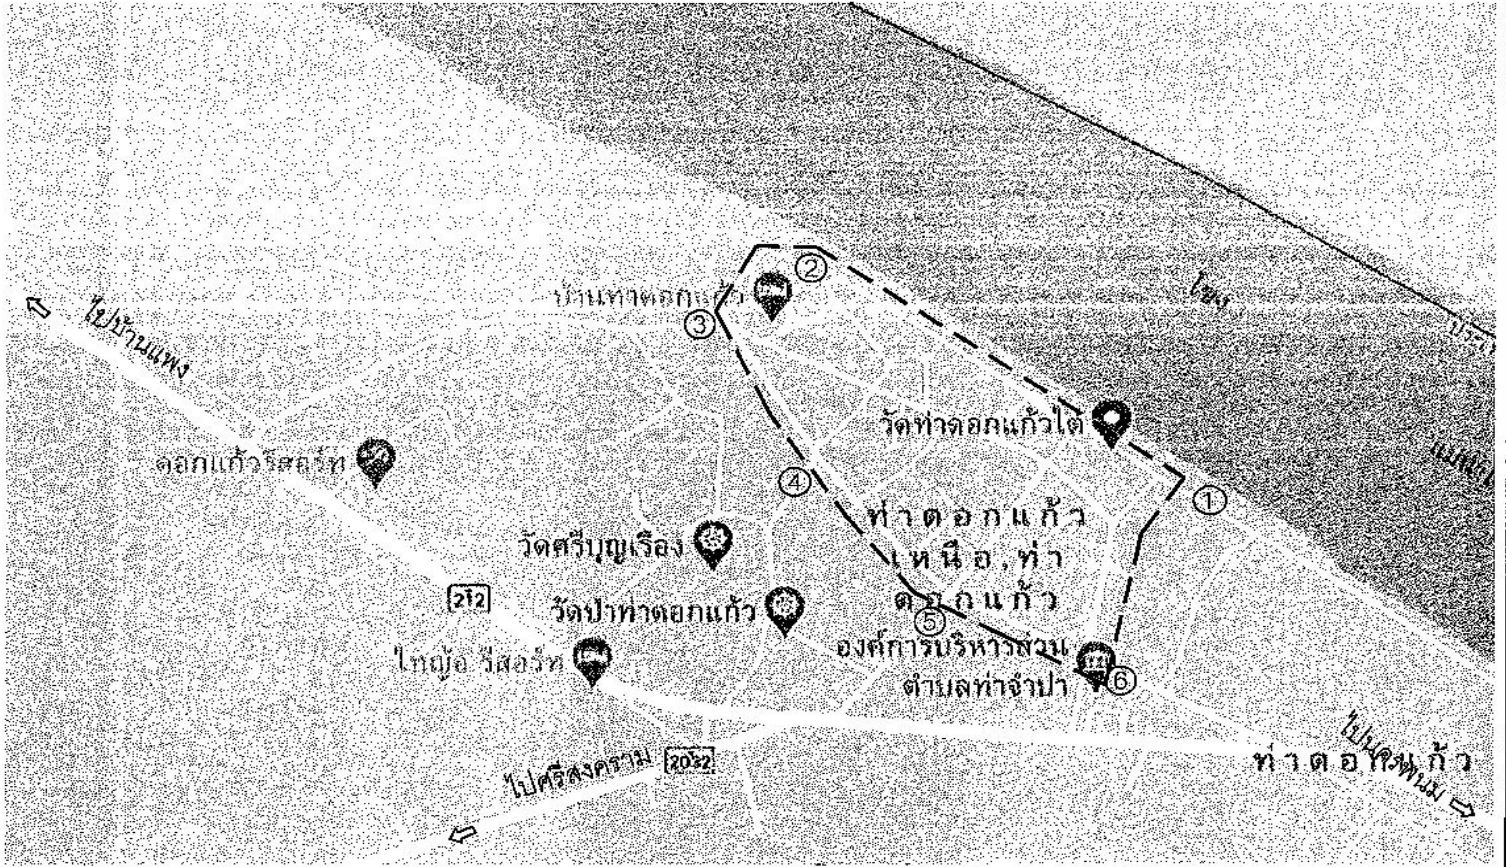 ②
บ้านท่าดอกแก้ว
โขง
③
ไปบ้านแพง
วัดท่าดอกแก้วใต้
ดอกแก้วรีสอร์ท
④
①
ท่าดอกแก้ว
เหนือ,ท่า
ดอกแก้ว
วัดศรีบุญเรือง
212
วัดป่าท่าดอกแก้ว
⑤
องค์การบริหารส่วน
ตำบลท่าจำปา
ไทญ้อ รีสอร์ท
⑥
ไปนครพนม
ท่าดอกแก้ว
ไปศรีสงคราม
2032